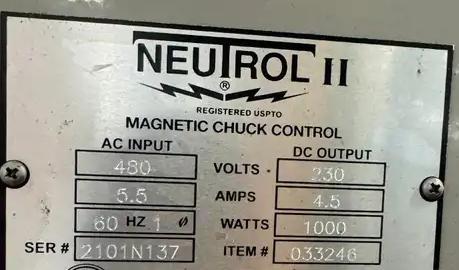 NEUTROL II
®
REGISTERED USPTO
MAGNETIC CHUCK CONTROL
AC INPUT DC OUTPUT
480 VOLTS 230
5.5 AMPS 4.5
60 HZ 1 Ø WATTS 1000
SER # 2101N137 ITEM # 033246